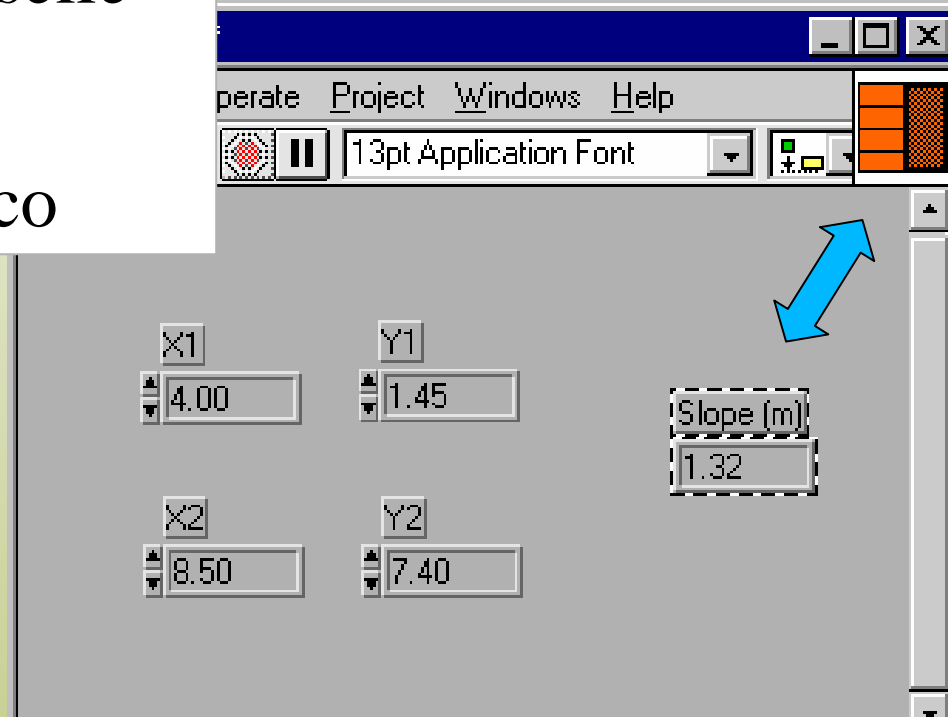 co
perate Project Windows Help
13pt Application Font
X1 Y1
4.00 1.45
Slope (m)
1.32
X2 Y2
8.50 7.40